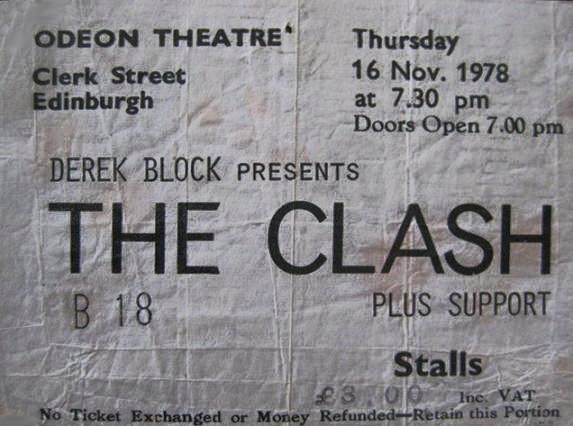 ODEON THEATRE
Clerk Street
Edinburgh
Thursday
16 Nov. 1978
at 7.30 pm
Doors Open 7.00 pm
DEREK BLOCK PRESENTS
THE CLASH
B 18
PLUS SUPPORT
Stalls
£3.00 Inc. VAT
No Ticket Exchanged or Money Refunded—Retain this Portion